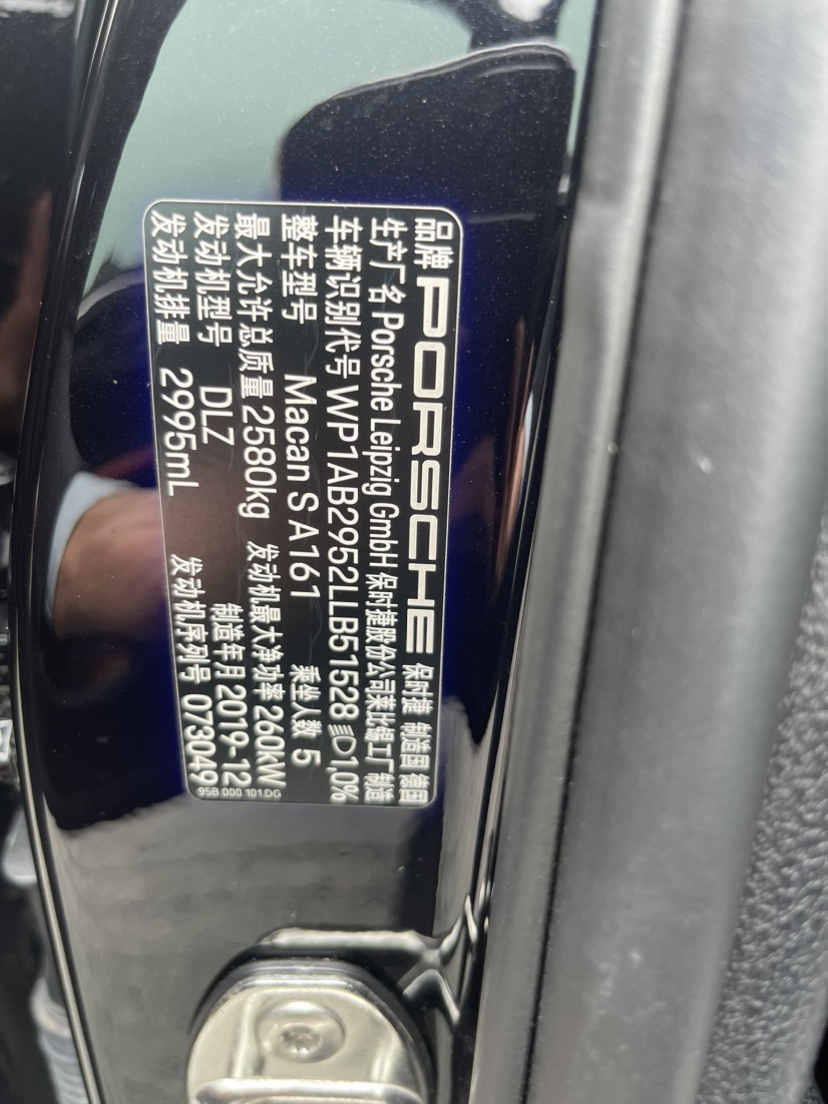 品牌 PORSCHE 保时捷 制造国 德国
生产厂名 Porsche Leipzig GmbH 保时捷股份公司莱比锡工厂制造
车辆识别代号 WP1AB2952LLB51528 1,0%
整车型号 Macan S A161 乘坐人数 5
最大允许总质量 2580kg 发动机最大净功率 260kW
发动机型号 DLZ 制造年月 2019-12
发动机排量 2995mL 发动机序列号 073049
95B.000.101.DG